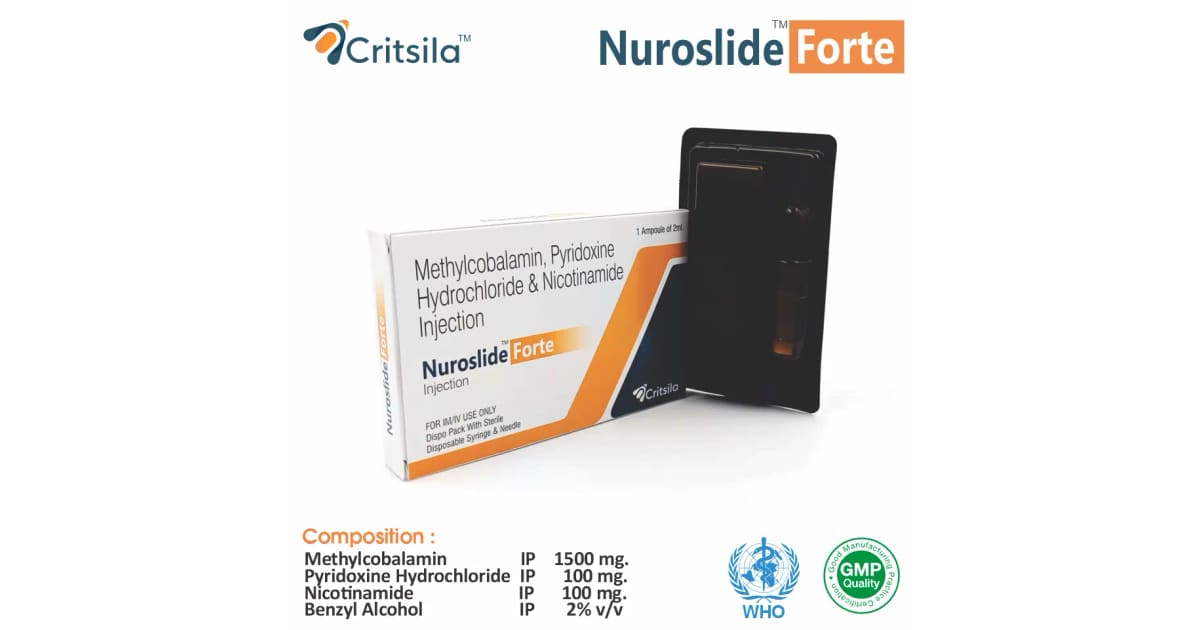 Critsila™
Nuroslide™ Forte
1 Ampoule of 2ml
Methylcobalamin, Pyridoxine
Hydrochloride & Nicotinamide
Injection
Nuroslide™ Forte
Injection
FOR IM/IV USE ONLY
Dispo Pack With Sterile
Disposable Syringe & Needle
Critsila
Nuroslide Forte
Composition :
Methylcobalamin IP 1500 mg.
Pyridoxine Hydrochloride IP 100 mg.
Nicotinamide IP 100 mg.
Benzyl Alcohol IP 2% v/v
WHO
Good Manufacturing
GMP
Quality
Practice Certification